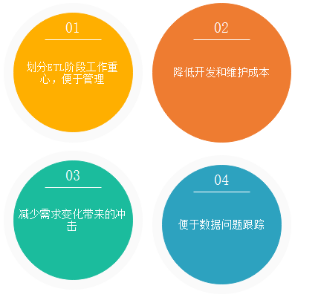 01
划分ETL阶段工作重
心，便于管理
02
降低开发和维护成本
03
减少需求变化带来的冲
击
04
便于数据问题跟踪